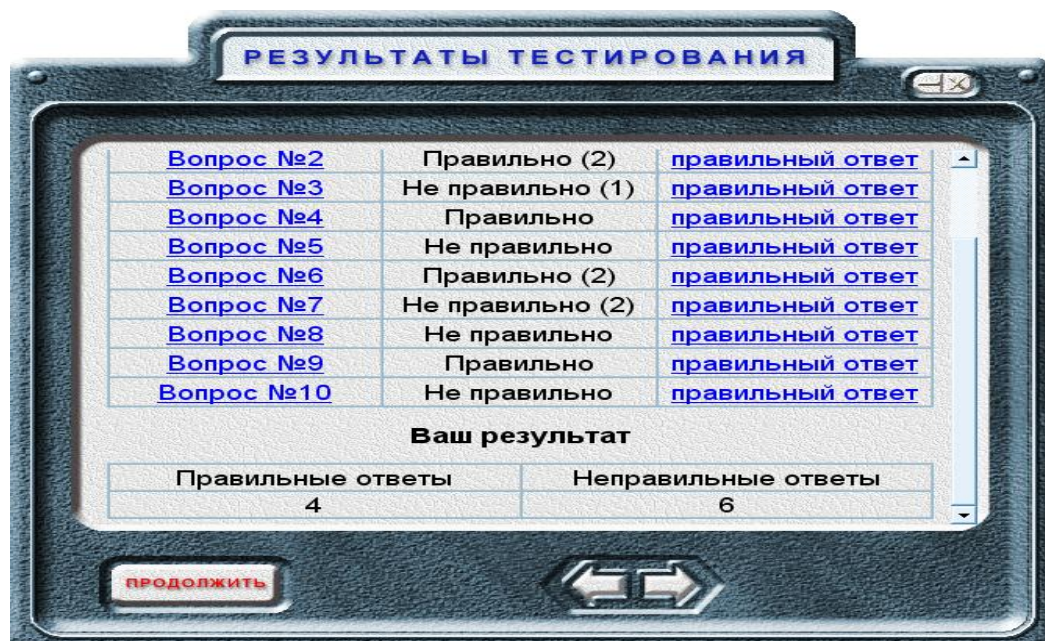 РЕЗУЛЬТАТЫ ТЕСТИРОВАНИЯ
Вопрос №2 Правильно (2) правильный ответ
Вопрос №3 Не правильно (1) правильный ответ
Вопрос №4 Правильно правильный ответ
Вопрос №5 Не правильно правильный ответ
Вопрос №6 Правильно (2) правильный ответ
Вопрос №7 Не правильно (2) правильный ответ
Вопрос №8 Не правильно правильный ответ
Вопрос №9 Правильно правильный ответ
Вопрос №10 Не правильно правильный ответ
Ваш результат
Правильные ответы Неправильные ответы
4 6
ПРОДОЛЖИТЬ